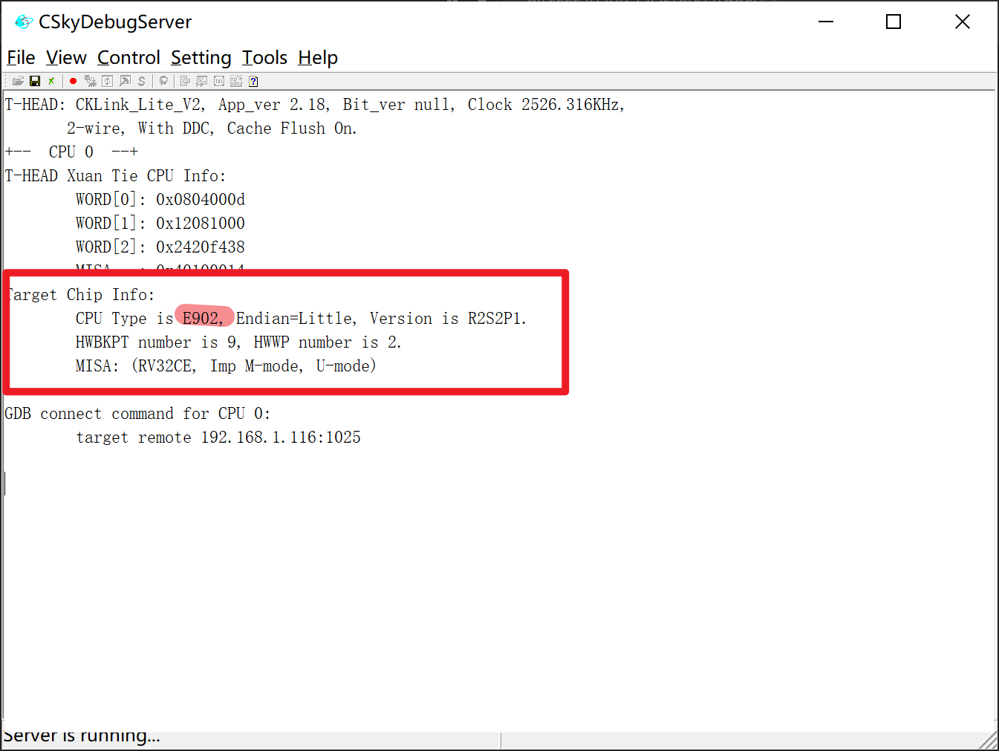 CSkyDebugServer
File View Control Setting Tools Help
T-HEAD: CKLink_Lite_V2, App_ver 2.18, Bit_ver null, Clock 2526.316KHz,
2-wire, With DDC, Cache Flush On.
+-- CPU 0 --+
T-HEAD Xuan Tie CPU Info:
WORD[0]: 0x0804000d
WORD[1]: 0x12081000
WORD[2]: 0x2420f438
MISA : 0x40100014
Target Chip Info:
CPU Type is E902, Endian=Little, Version is R2S2P1.
HWBKPT number is 9, HWWP number is 2.
MISA: (RV32CE, Imp M-mode, U-mode)
GDB connect command for CPU 0:
target remote 192.168.1.116:1025
Server is running...